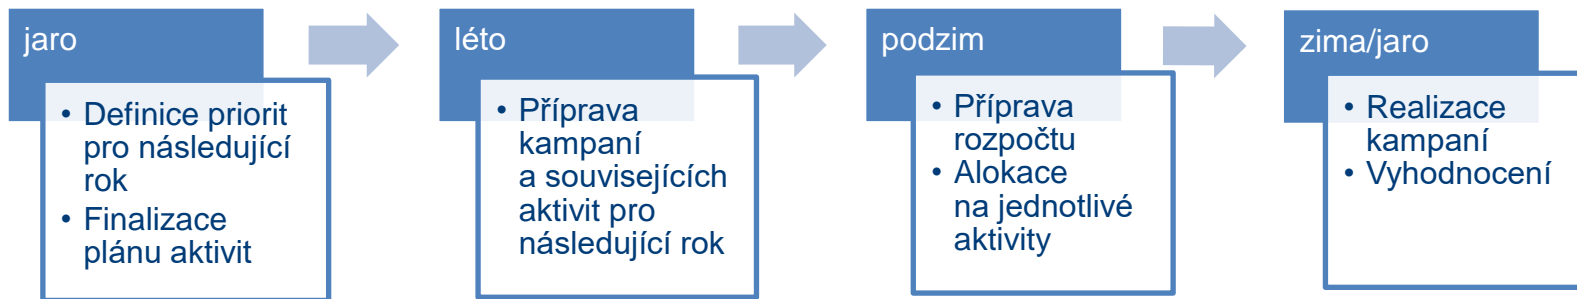 jaro
• Definice priorit
pro následující
rok
• Finalizace
plánu aktivit
léto
• Příprava
kampaní
a souvisejících
aktivit pro
následující rok
podzim
• Příprava
rozpočtu
• Alokace
na jednotlivé
aktivity
zima/jaro
• Realizace
kampaní
• Vyhodnocení